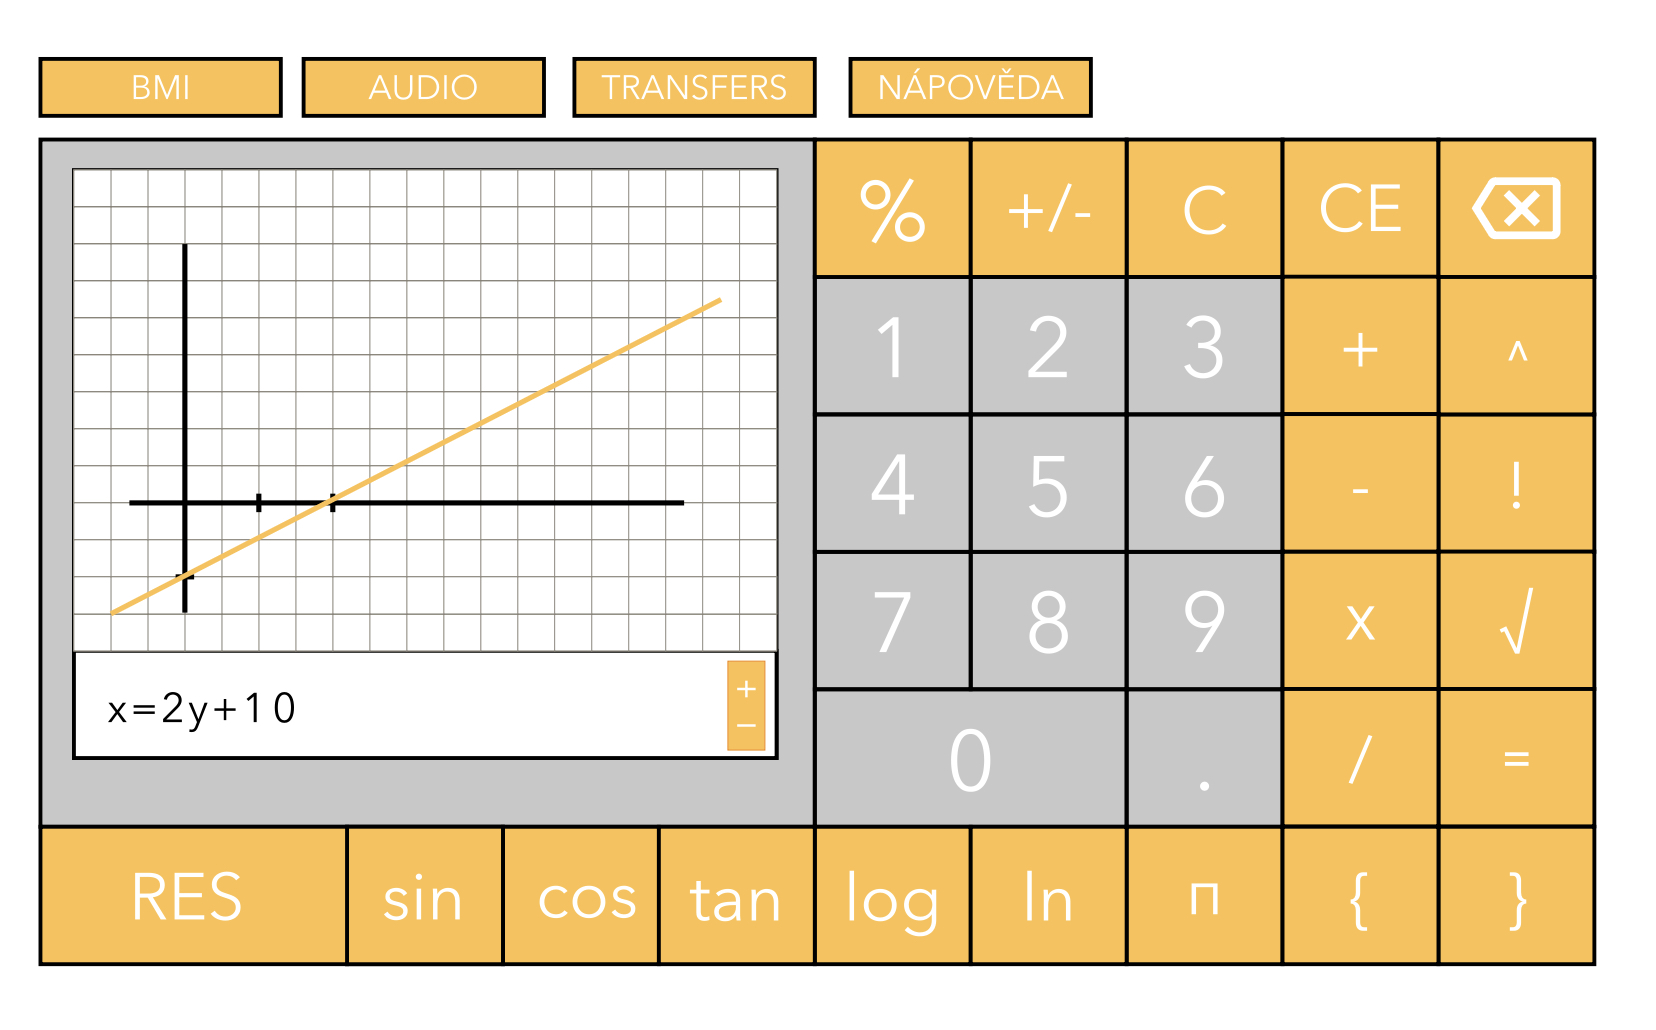 BMI AUDIO TRANSFERS NÁPOVĚDA
% +/- C CE
1 2 3 + ^
4 5 6 - !
7 8 9 x √
x=2y+10
+
−
0 . / =
RES sin cos tan log ln п { }